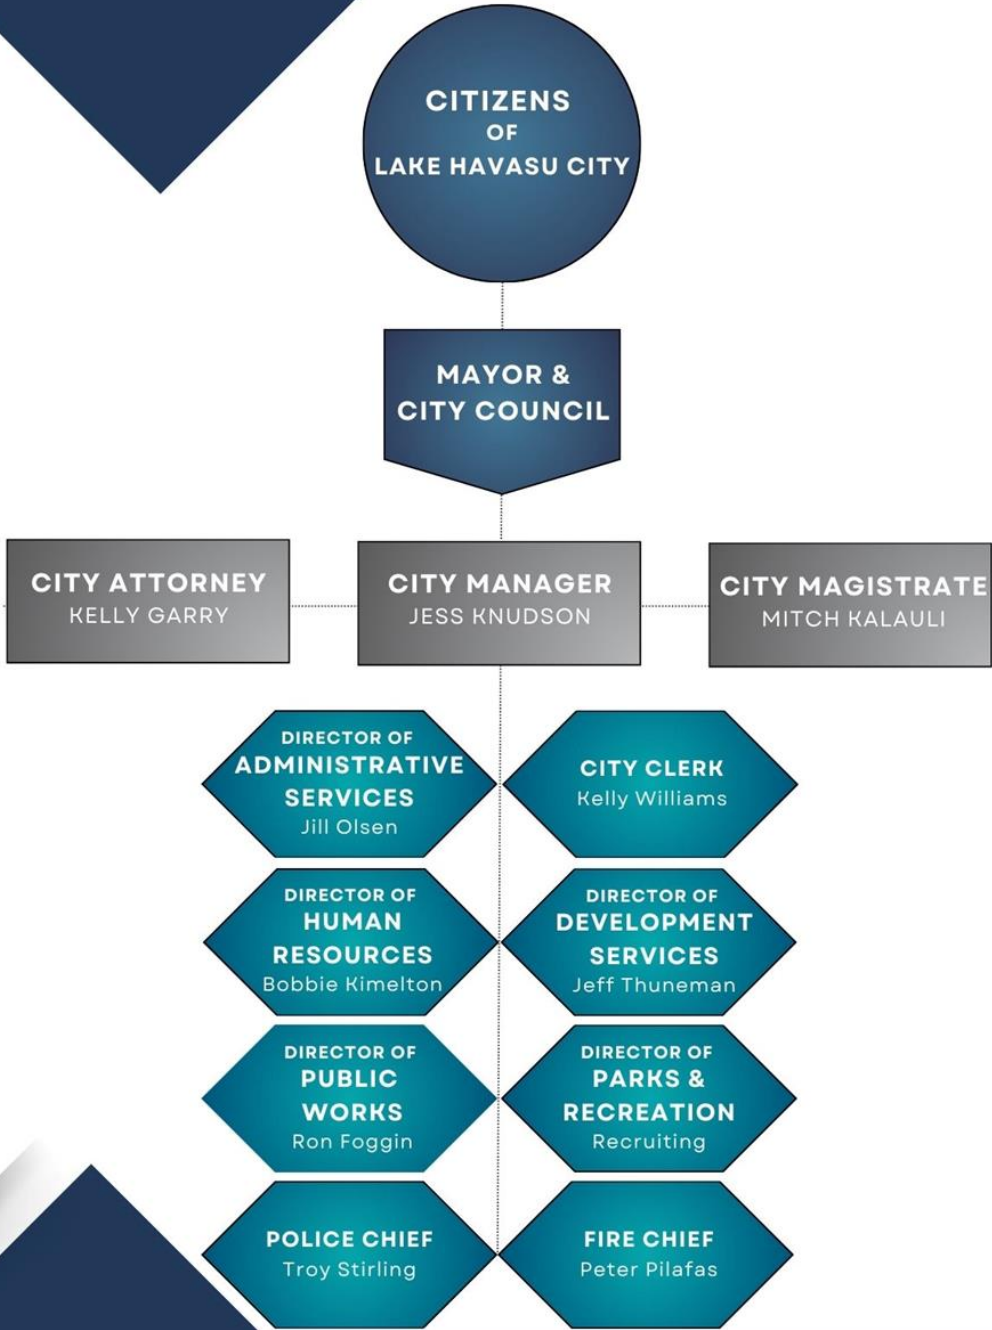 CITIZENS
OF
LAKE HAVASU CITY
MAYOR &
CITY COUNCIL
CITY ATTORNEY
KELLY GARRY
CITY MANAGER
JESS KNUDSON
CITY MAGISTRATE
MITCH KALAULI
DIRECTOR OF
ADMINISTRATIVE
SERVICES
Jill Olsen
CITY CLERK
Kelly Williams
DIRECTOR OF
HUMAN
RESOURCES
Bobbie Kimelton
DIRECTOR OF
DEVELOPMENT
SERVICES
Jeff Thuneman
DIRECTOR OF
PUBLIC
WORKS
Ron Foggin
DIRECTOR OF
PARKS &
RECREATION
Recruiting
POLICE CHIEF
Troy Stirling
FIRE CHIEF
Peter Pilafas